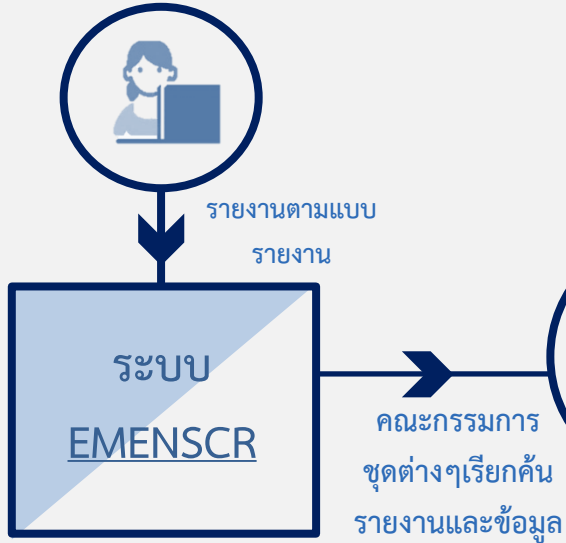 รายงานตามแบบ
รายงาน
ระบบ
EMENSCR
คณะกรรมการ
ชุดต่างๆเรียกค้น
รายงานและข้อมูล